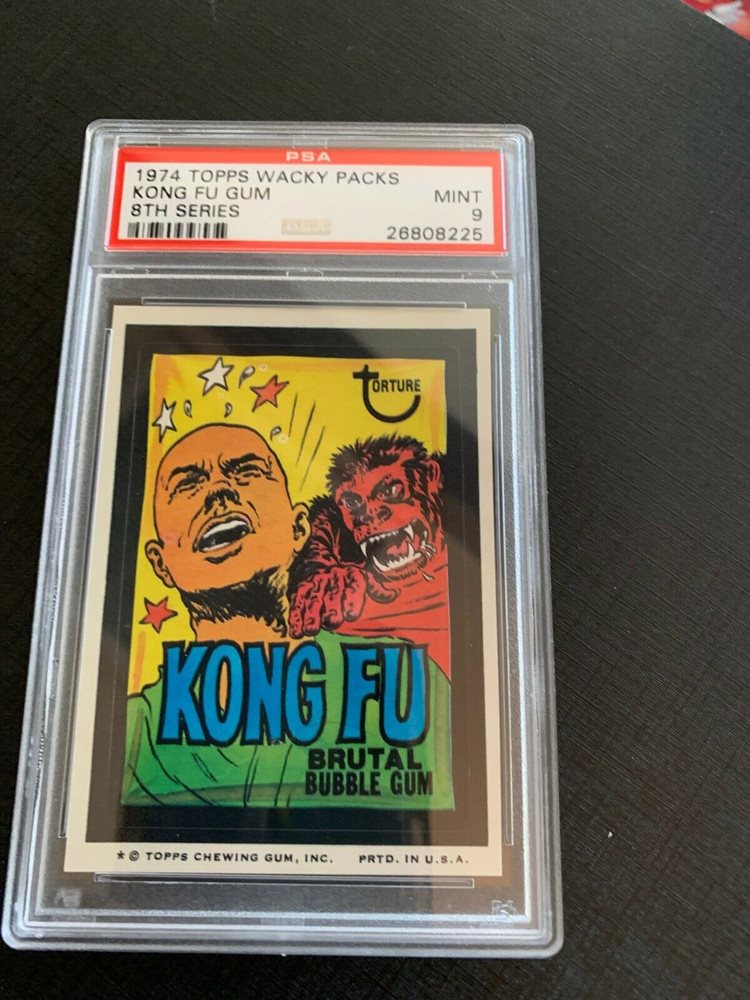 PSA
1974 TOPPS WACKY PACKS
KONG FU GUM MINT
8TH SERIES 9
PSA 26808225
TORTURE
KONG FU
BRUTAL
BUBBLE GUM
* © TOPPS CHEWING GUM, INC. PRTD. IN U.S.A.